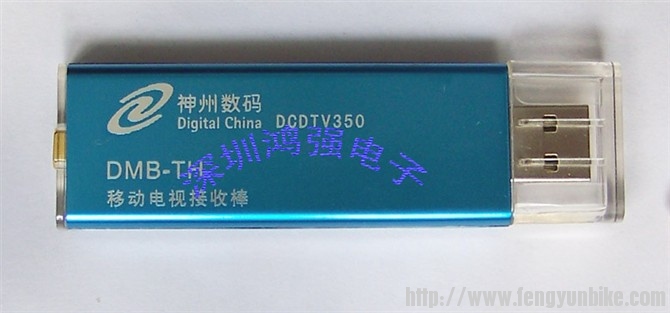 神州数码
Digital China DCDTV350
DMB-TH
移动电视接收棒
深圳鸿强电子
http://www.fengyunbike.com